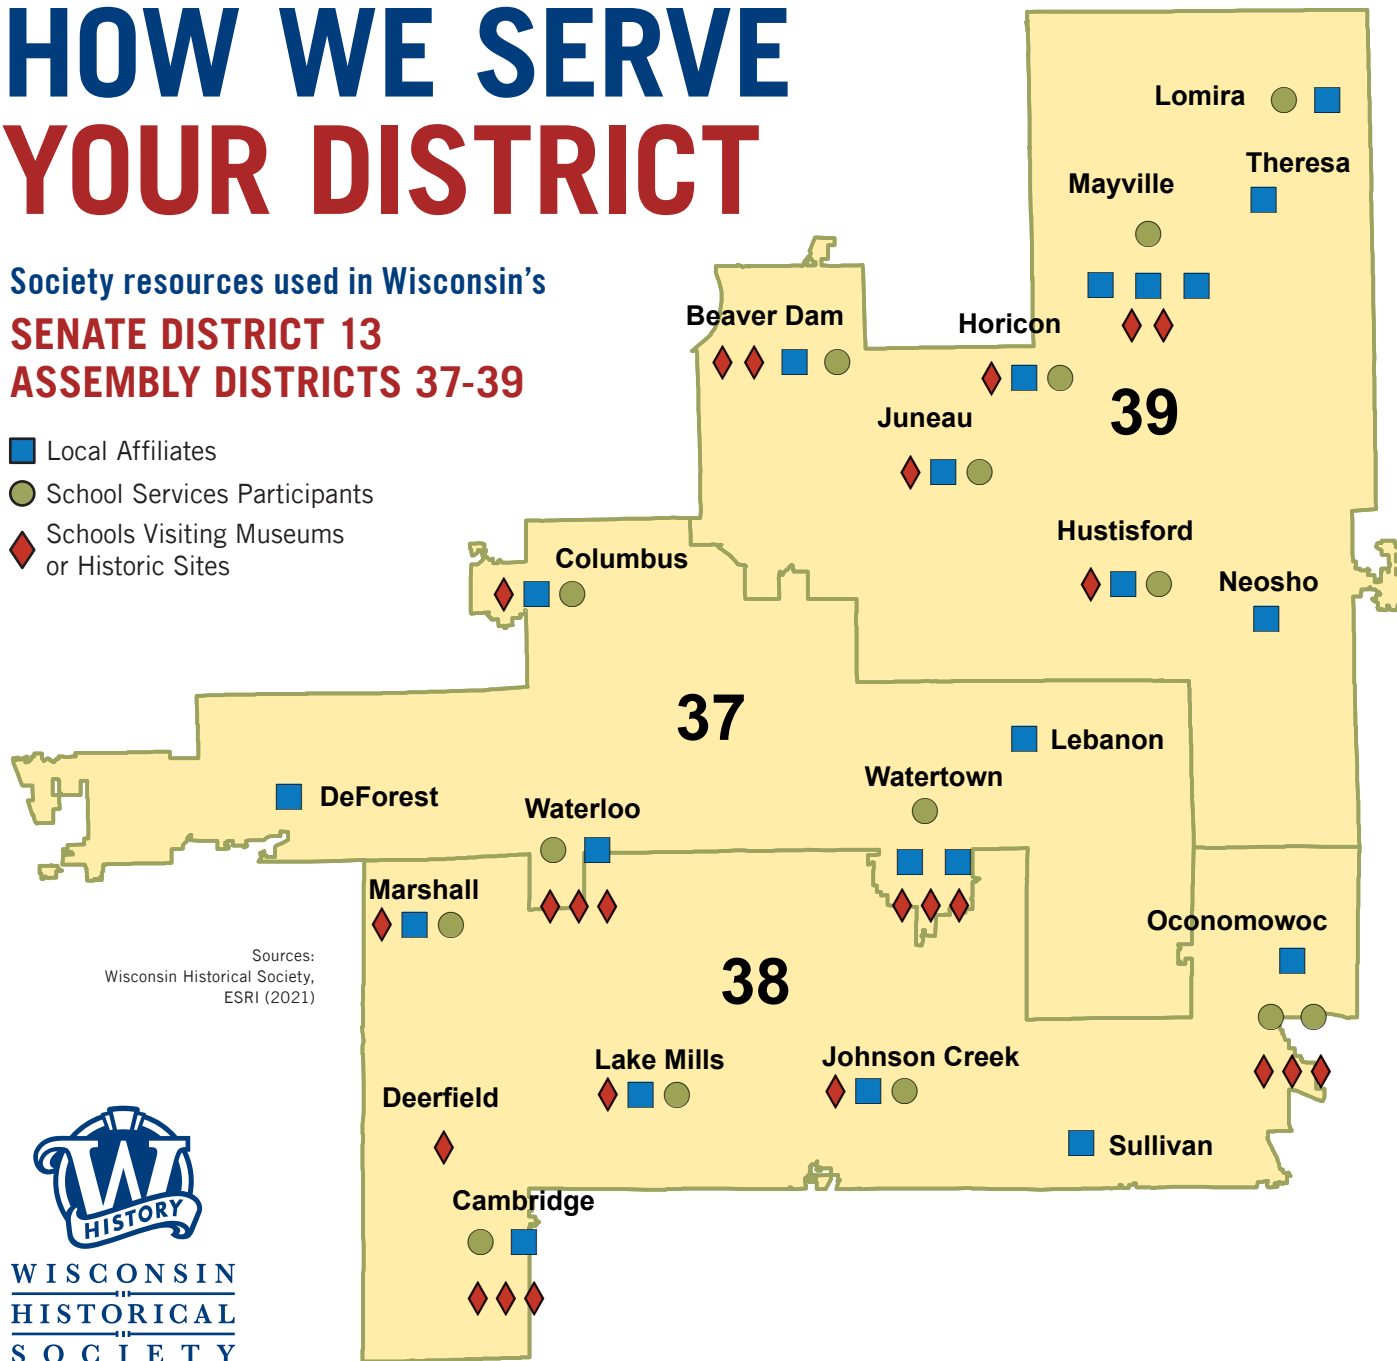 HOW WE SERVE
YOUR DISTRICT
Society resources used in Wisconsin's
SENATE DISTRICT 13
ASSEMBLY DISTRICTS 37-39
Local Affiliates
School Services Participants
Schools Visiting Museums
or Historic Sites
Lomira
Theresa
Mayville
Beaver Dam
Horicon
39
Juneau
Hustisford
Columbus
Neosho
37
Lebanon
Watertown
DeForest
Waterloo
Marshall
Oconomowoc
Sources:
Wisconsin Historical Society,
ESRI (2021)
38
Lake Mills
Johnson Creek
Deerfield
Sullivan
Cambridge
W
HISTORY
WISCONSIN
HISTORICAL
SOCIETY